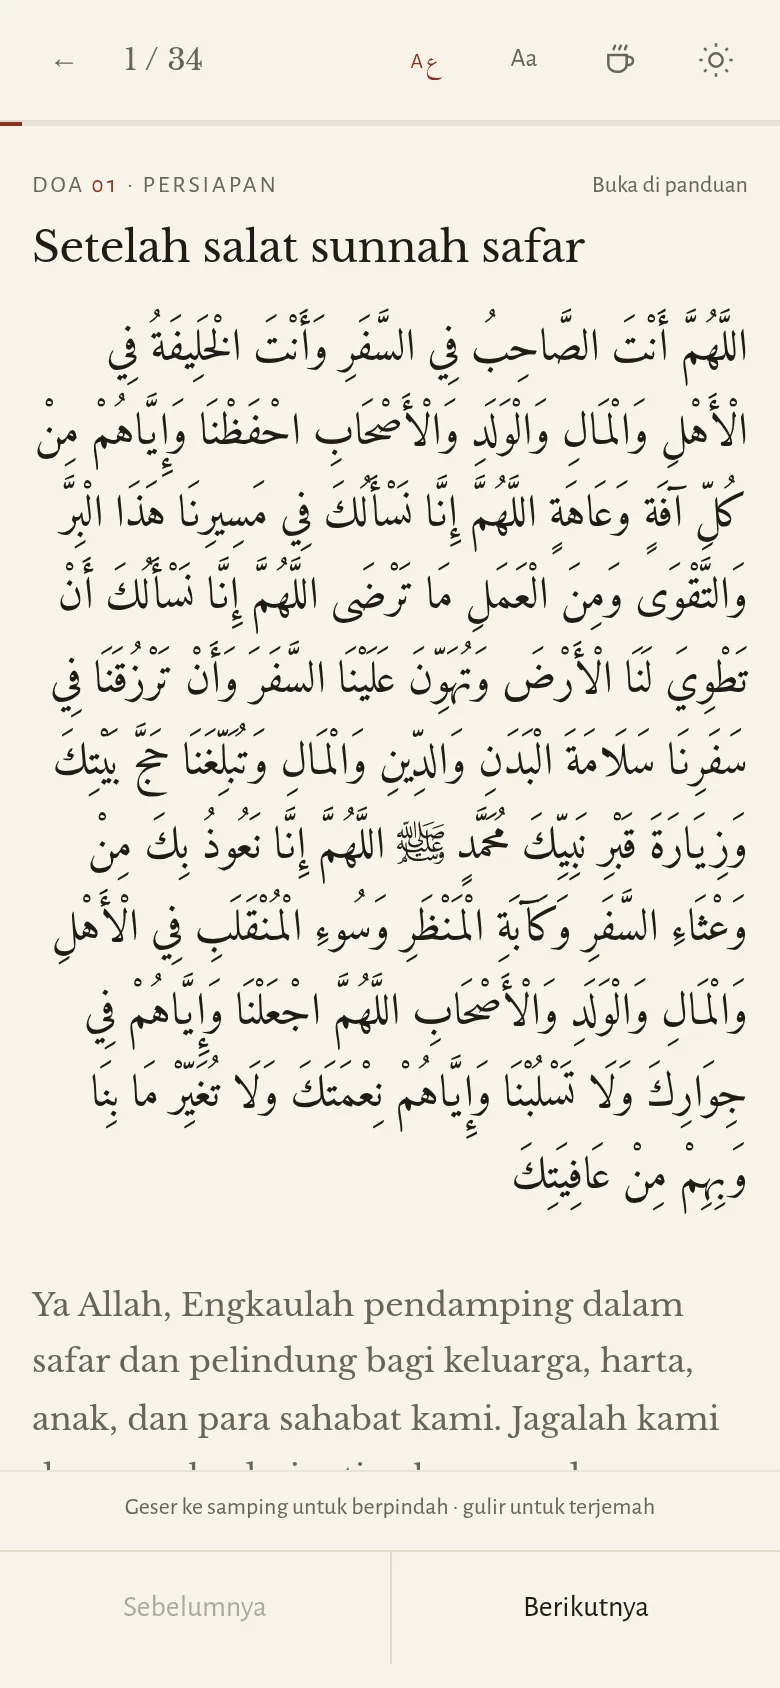 ← 1 / 34 Aع Aa
DOA 01 · PERSIAPAN Buka di panduan
Setelah salat sunnah safar
اللَّهُمَّ أَنْتَ الصَّاحِبُ فِي السَّفَرِ وَأَنْتَ الْخَلِيفَةُ فِي
الْأَهْلِ وَالْمَالِ وَالْوَلَدِ وَالْأَصْحَابِ احْفَظْنَا وَإِيَّاهُمْ مِنْ
كُلِّ آفَةٍ وَعَاهَةٍ اللَّهُمَّ إِنَّا نَسْأَلُكَ فِي مَسِيرِنَا هَذَا الْبِرَّ
وَالتَّقْوَى وَمِنَ الْعَمَلِ مَا تَرْضَى اللَّهُمَّ إِنَّا نَسْأَلُكَ أَنْ
تَطْوِيَ لَنَا الْأَرْضَ وَتُهَوِّنَ عَلَيْنَا السَّفَرَ وَأَنْ تَرْزُقَنَا فِي
سَفَرِنَا سَلَامَةَ الْبَدَنِ وَالدِّينِ وَالْمَالِ وَتُبَلِّغَنَا حَجَّ بَيْتِكَ
وَزِيَارَةَ قَبْرِ نَبِيِّكَ مُحَمَّدٍ ﷺ اللَّهُمَّ إِنَّا نَعُوذُ بِكَ مِنْ
وَعْثَاءِ السَّفَرِ وَكَآبَةِ الْمَنْظَرِ وَسُوءِ الْمُنْقَلَبِ فِي الْأَهْلِ
وَالْمَالِ وَالْوَلَدِ وَالْأَصْحَابِ اللَّهُمَّ اجْعَلْنَا وَإِيَّاهُمْ فِي
جِوَارِكَ وَلَا تَسْلُبْنَا وَإِيَّاهُمْ نِعْمَتَكَ وَلَا تُغَيِّرْ مَا بِنَا
وَبِهِمْ مِنْ عَافِيَتِكَ
Ya Allah, Engkaulah pendamping dalam
safar dan pelindung bagi keluarga, harta,
anak, dan para sahabat kami. Jagalah kami
Geser ke samping untuk berpindah · gulir untuk terjemah
Sebelumnya Berikutnya